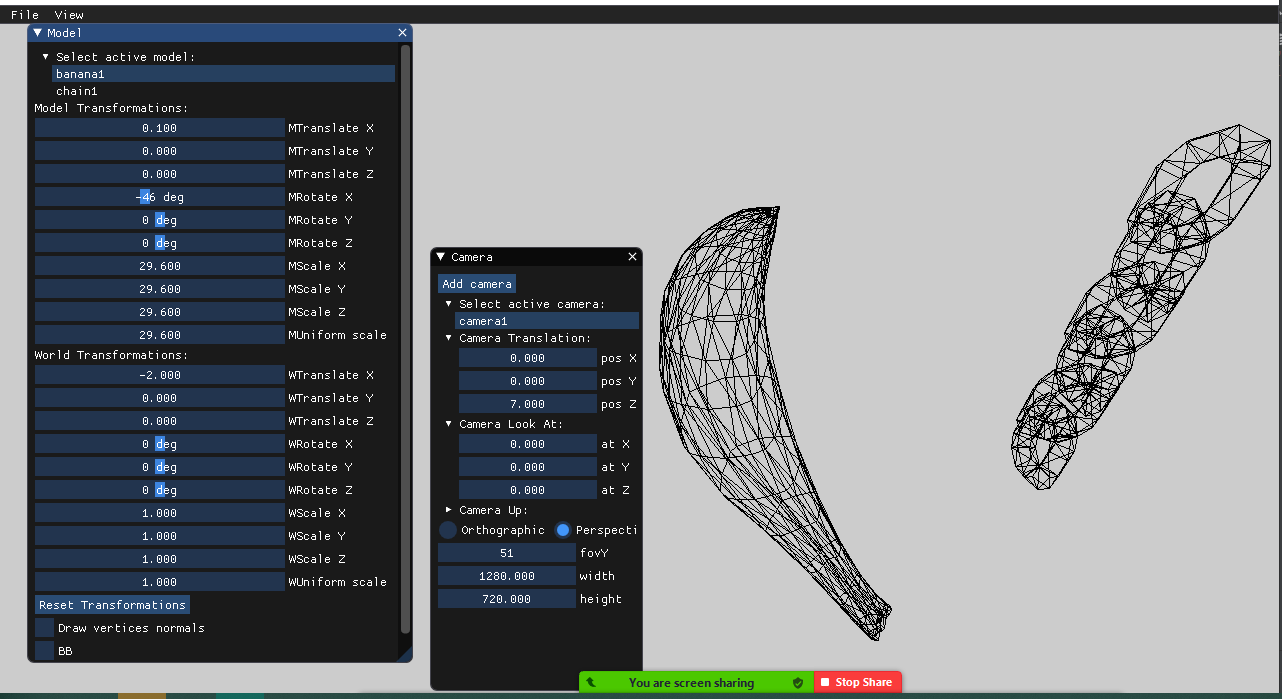 File View
Model
Select active model:
banana1
chain1
Model Transformations:
0.100 MTranslate X
0.000 MTranslate Y
0.000 MTranslate Z
-46 deg MRotate X
0 deg MRotate Y
0 deg MRotate Z
29.600 MScale X
29.600 MScale Y
29.600 MScale Z
29.600 MUniform scale
World Transformations:
-2.000 WTranslate X
0.000 WTranslate Y
0.000 WTranslate Z
0 deg WRotate X
0 deg WRotate Y
0 deg WRotate Z
1.000 WScale X
1.000 WScale Y
1.000 WScale Z
1.000 WUniform scale
Reset Transformations
Draw vertices normals
BB
Camera
Add camera
Select active camera:
camera1
Camera Translation:
0.000 pos X
0.000 pos Y
7.000 pos Z
Camera Look At:
0.000 at X
0.000 at Y
0.000 at Z
Camera Up:
Orthographic Perspecti
51 fovY
1280.000 width
720.000 height
You are screen sharing Stop Share